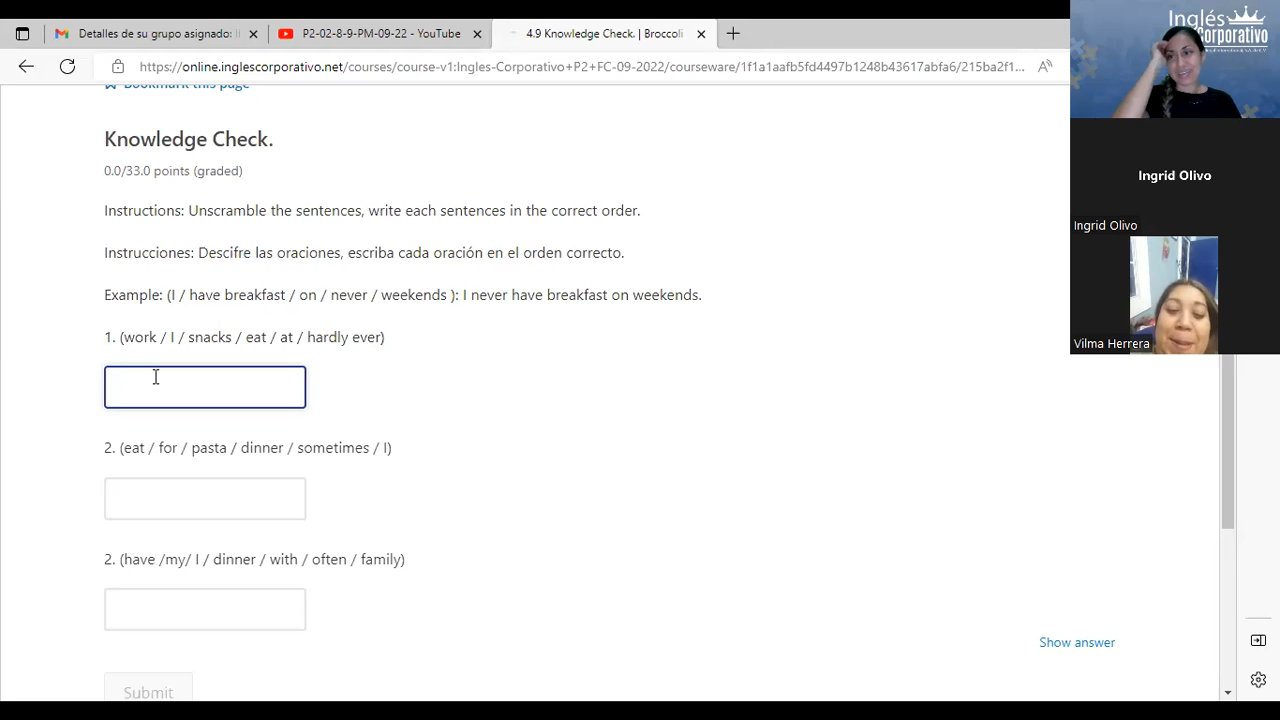 Detalles de su grupo asignado: I
P2-02-8-9-PM-09-22 - YouTube
4.9 Knowledge Check. | Broccoli
https://online.inglescorporativo.net/courses/course-v1:Ingles-Corporativo+P2+FC-09-2022/courseware/1f1a1aafb5fd4497b1248b43617abfa6/215ba2f1...
Bookmark this page
Knowledge Check.
0.0/33.0 points (graded)
Instructions: Unscramble the sentences, write each sentences in the correct order.
Instrucciones: Descifre las oraciones, escriba cada oración en el orden correcto.
Example: (I / have breakfast / on / never / weekends ): I never have breakfast on weekends.
1. (work / I / snacks / eat / at / hardly ever)
2. (eat / for / pasta / dinner / sometimes / I)
2. (have /my/ I / dinner / with / often / family)
Show answer
Submit
Inglés
Corporativo
Ingrid Olivo
Ingrid Olivo
Vilma Herrera